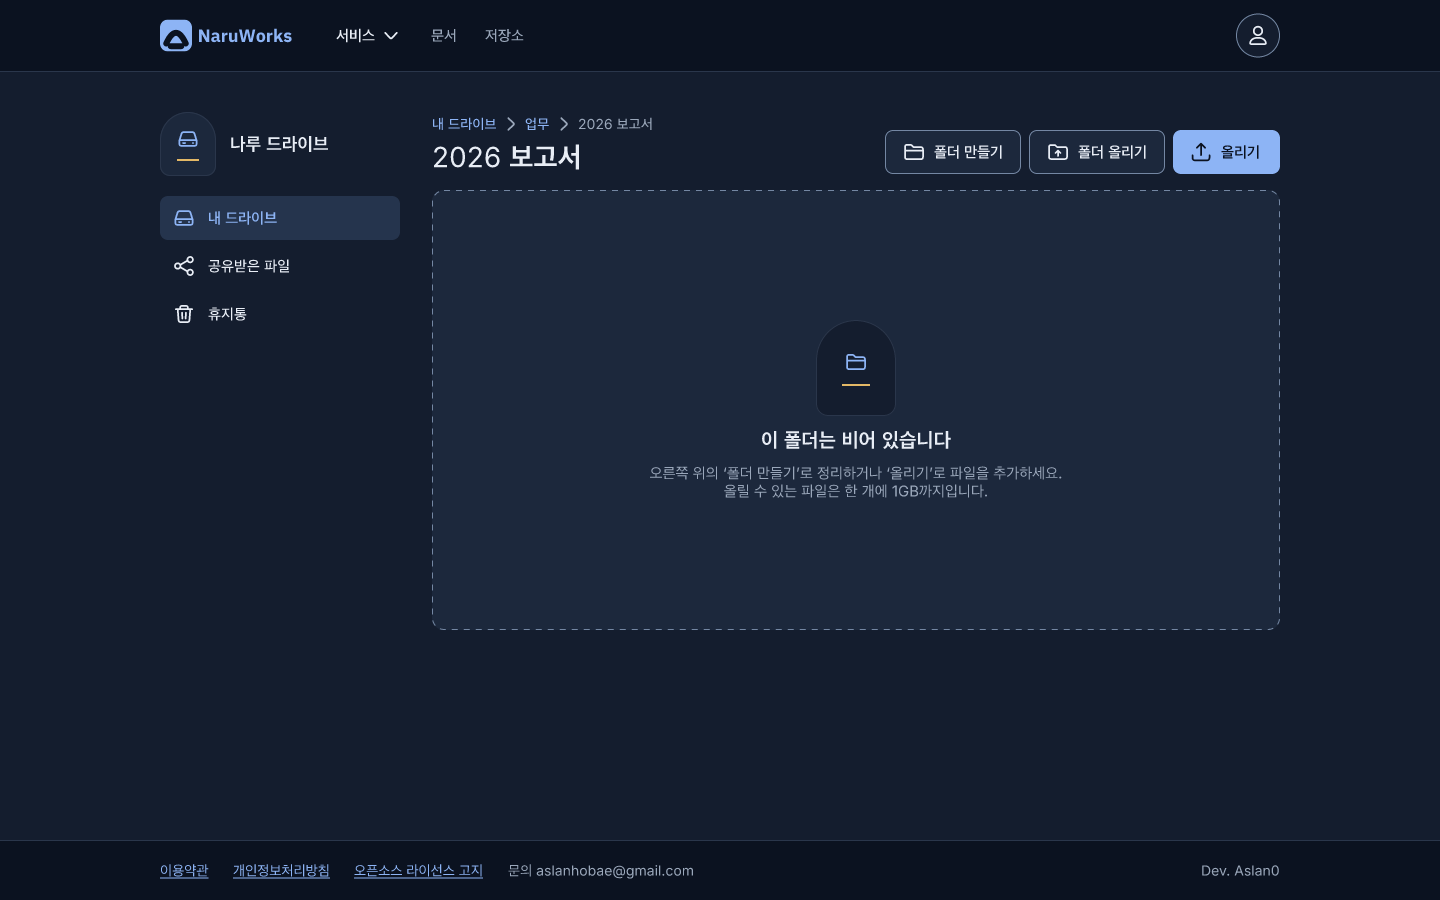 NaruWorks 서비스 문서 저장소
나루 드라이브
내 드라이브
공유받은 파일
휴지통
내 드라이브 업무 2026 보고서
2026 보고서
폴더 만들기 폴더 올리기 올리기
이 폴더는 비어 있습니다
오른쪽 위의 ‘폴더 만들기’로 정리하거나 ‘올리기’로 파일을 추가하세요.
올릴 수 있는 파일은 한 개에 1GB까지입니다.
이용약관 개인정보처리방침 오픈소스 라이선스 고지 문의 aslanhobae@gmail.com Dev. Aslan0